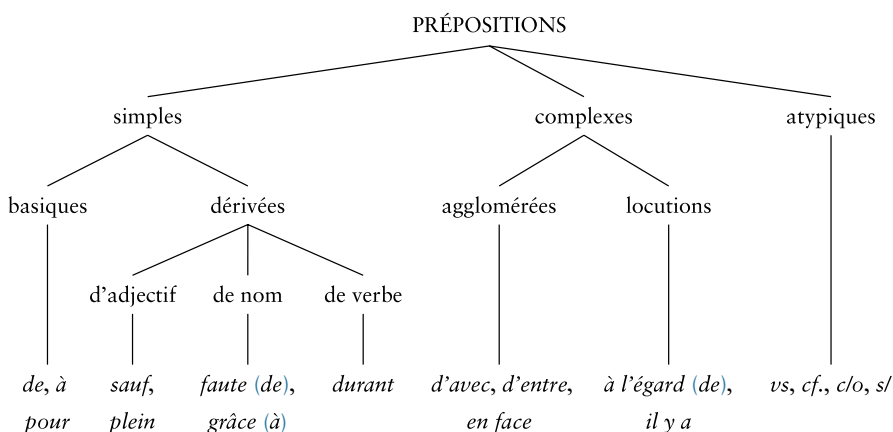 PRÉPOSITIONS
simples complexes atypiques
basiques dérivées agglomérées locutions
d'adjectif de nom de verbe
de, à sauf, faute (de), durant d'avec, d'entre, à l'égard (de), vs, cf., c/o, s/
pour plein grâce (à) en face il y a